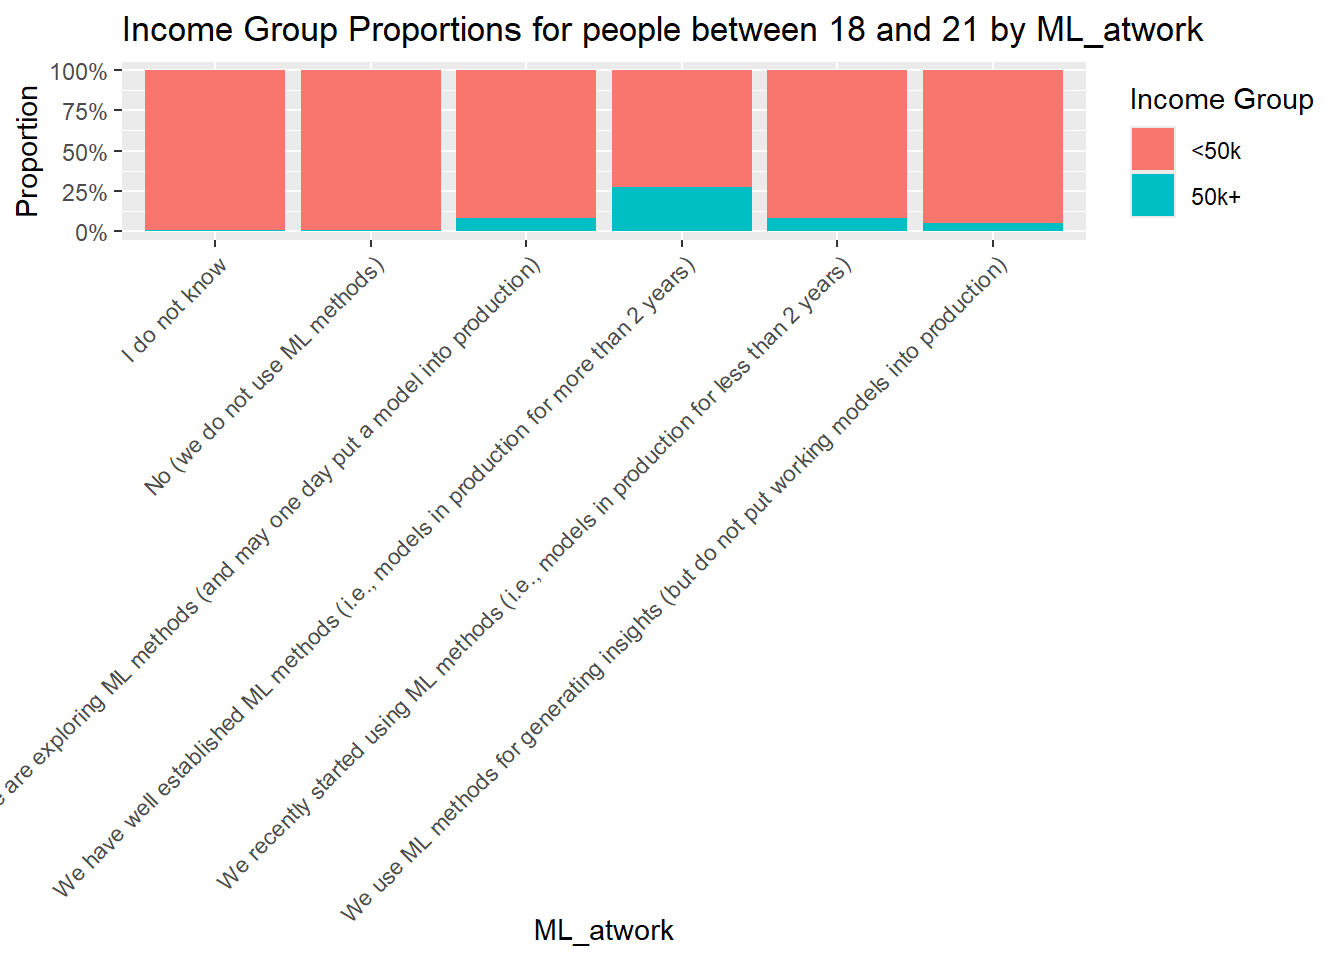 Income Group Proportions for people between 18 and 21 by ML_atwork
Proportion
100%
75%
50%
25%
0%
Income Group
<50k
50k+
I do not know
No (we do not use ML methods)
are exploring ML methods (and may one day put a model into production)
We have well established ML methods (i.e., models in production for more than 2 years)
We recently started using ML methods (i.e., models in production for less than 2 years)
We use ML methods for generating insights (but do not put working models into production)
ML_atwork